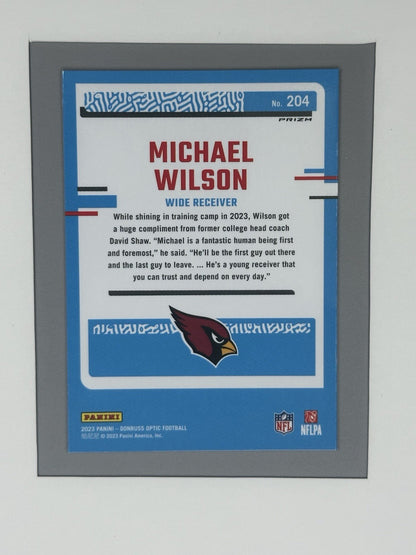 No. 204
PRIZM
MICHAEL
WILSON
WIDE RECEIVER
While shining in training camp in 2023, Wilson got
a huge compliment from former college head coach
David Shaw. “Michael is a fantastic human being first
and foremost,” he said. “He’ll be the first guy out there
and the last guy to leave. ... He’s a young receiver that
you can trust and depend on every day.”
PANINI
NFL
NFLPA
2023 PANINI – DONRUSS OPTIC FOOTBALL
© 2023 Panini America, Inc.